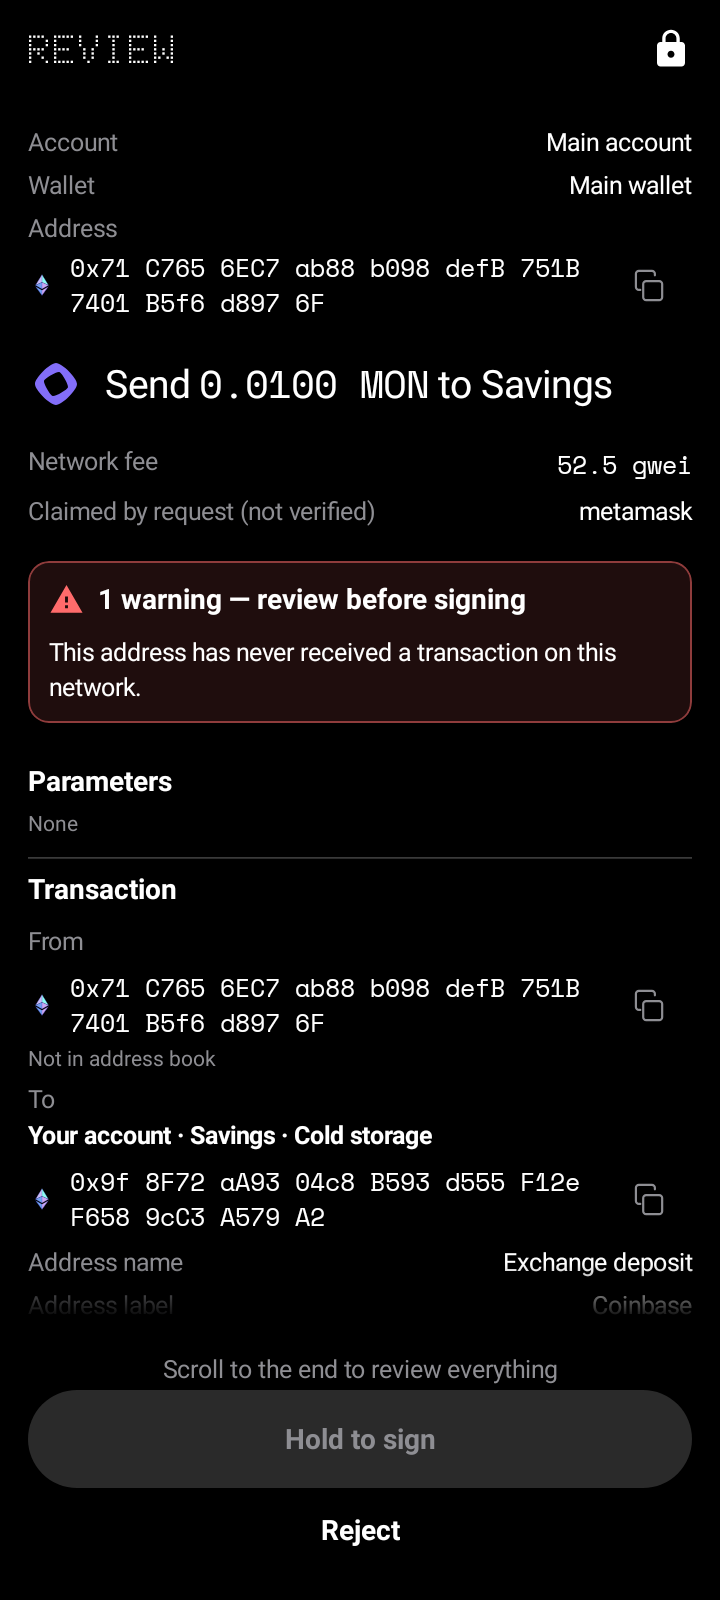 REVIEW
Account Main account
Wallet Main wallet
Address
0x71 C765 6EC7 ab88 b098 defB 751B
7401 B5f6 d897 6F
Send 0.0100 MON to Savings
Network fee 52.5 gwei
Claimed by request (not verified) metamask
1 warning — review before signing
This address has never received a transaction on this
network.
Parameters
None
Transaction
From
0x71 C765 6EC7 ab88 b098 defB 751B
7401 B5f6 d897 6F
Not in address book
To
Your account · Savings · Cold storage
0x9f 8F72 aA93 04c8 B593 d555 F12e
F658 9cC3 A579 A2
Address name Exchange deposit
Address label Coinbase
Scroll to the end to review everything
Hold to sign
Reject